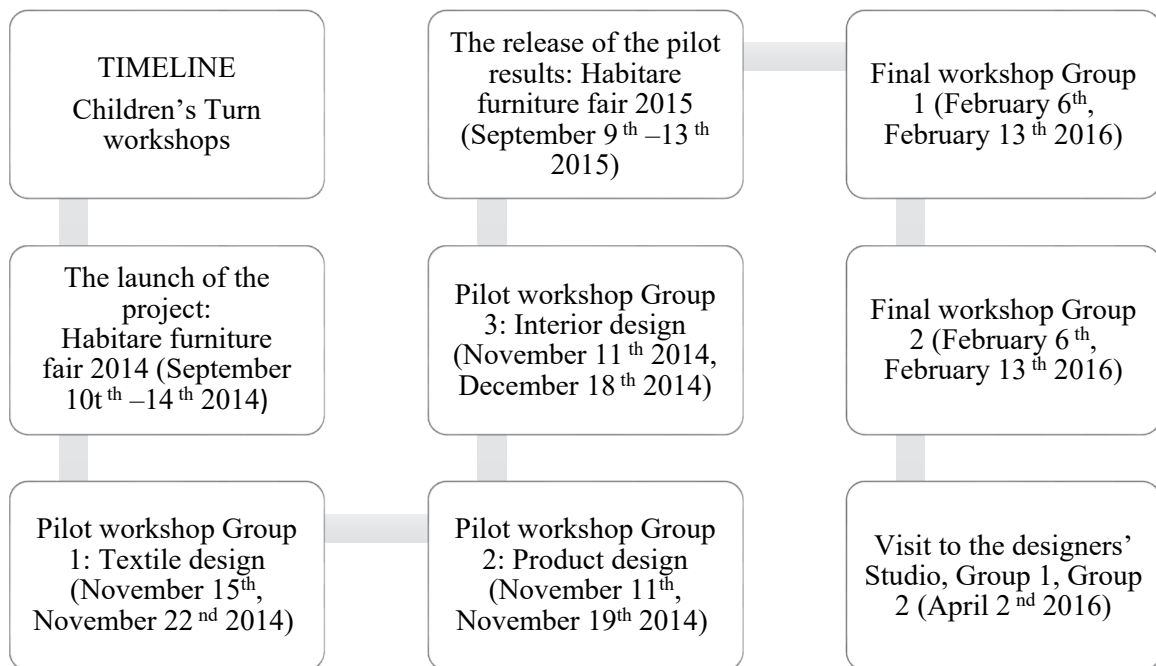 TIMELINE
Children’s Turn
workshops
The launch of the
project:
Habitare furniture
fair 2014 (September
10t th –14 th 2014)
Pilot workshop Group
1: Textile design
(November 15th,
November 22 nd 2014)
Pilot workshop Group
2: Product design
(November 11th,
November 19th 2014)
Pilot workshop Group
3: Interior design
(November 11 th 2014,
December 18 th 2014)
The release of the pilot
results: Habitare
furniture fair 2015
(September 9 th –13 th
2015)
Final workshop Group
1 (February 6th,
February 13 th 2016)
Final workshop Group
2 (February 6th,
February 13 th 2016)
Visit to the designers’
Studio, Group 1, Group
2 (April 2 nd 2016)